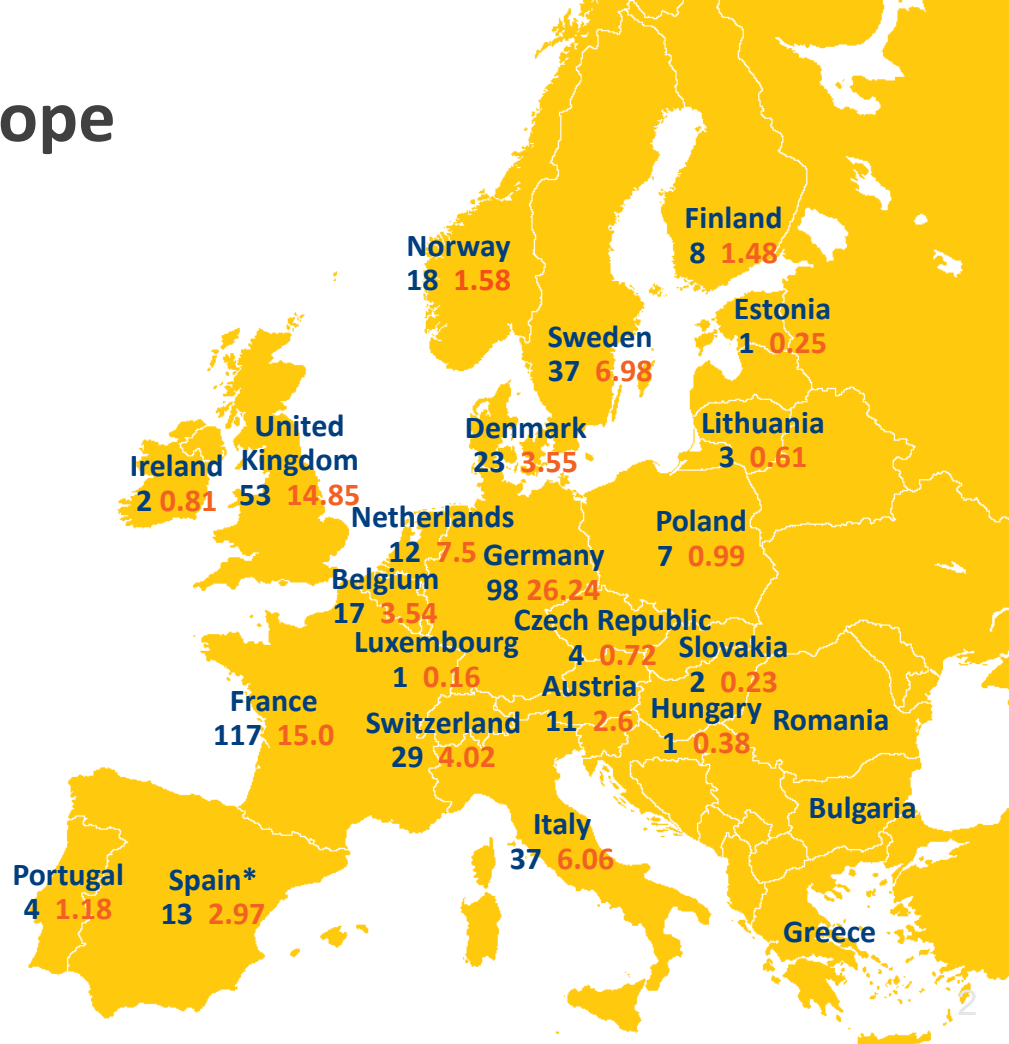 ope
Finland
8 1.48
Norway
18 1.58
Estonia
1 0.25
Sweden
37 6.98
Lithuania
3 0.61
Denmark
23 3.55
United
Kingdom
53 14.85
Ireland
2 0.81
Netherlands
12 7.5
Poland
7 0.99
Germany
98 26.24
Belgium
17 3.54
Czech Republic
4 0.72
Luxembourg
1 0.16
Slovakia
2 0.23
Austria
11 2.6
France
117 15.0
Switzerland
29 4.02
Hungary
1 0.38
Romania
Bulgaria
Italy
37 6.06
Portugal
4 1.18
Spain*
13 2.97
Greece
2